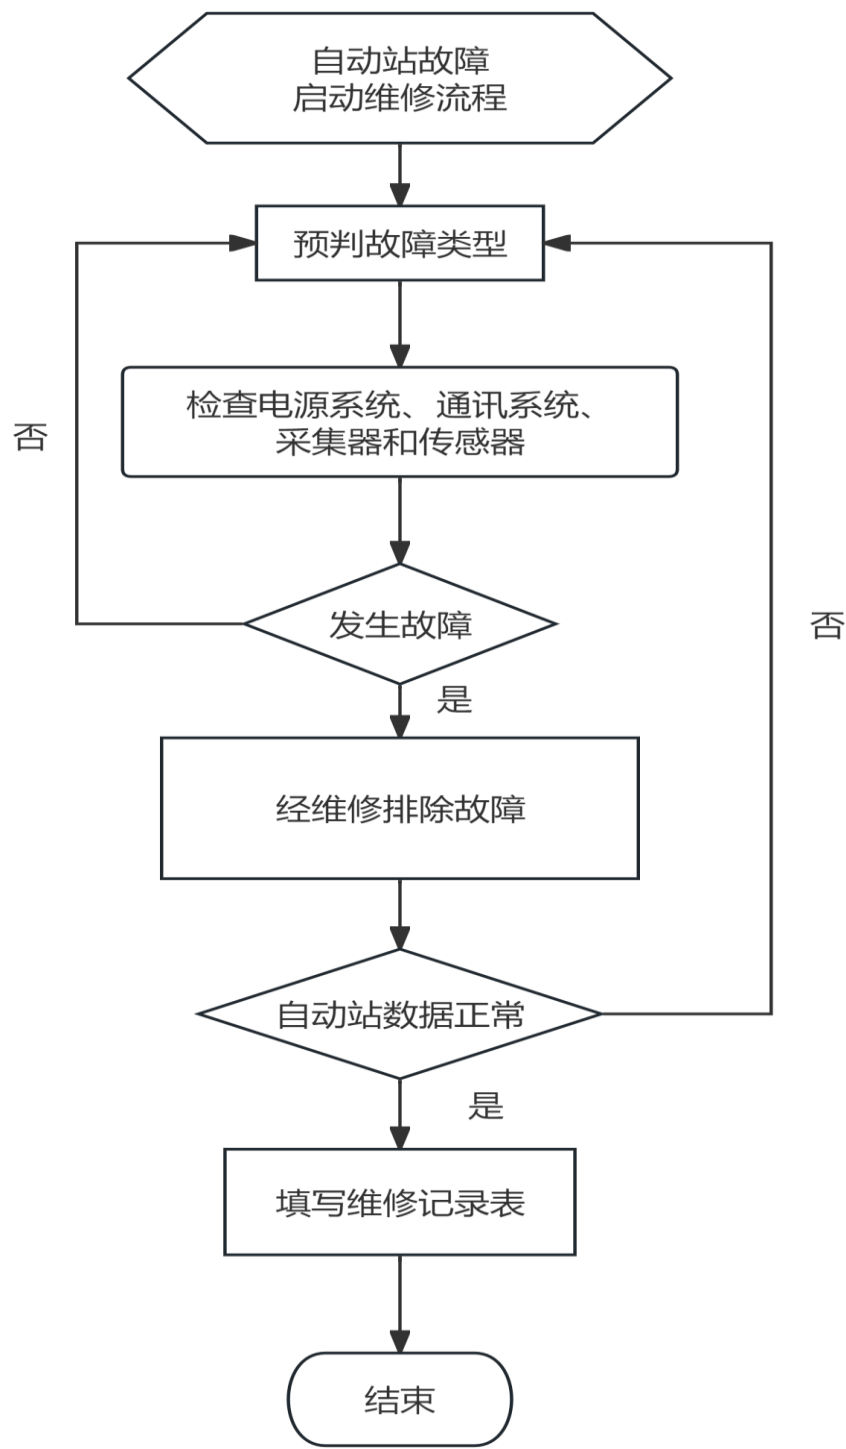 自动站故障
启动维修流程
预判故障类型
检查电源系统、通讯系统、
采集器和传感器
否
发生故障
否
是
经维修排除故障
自动站数据正常
是
填写维修记录表
结束